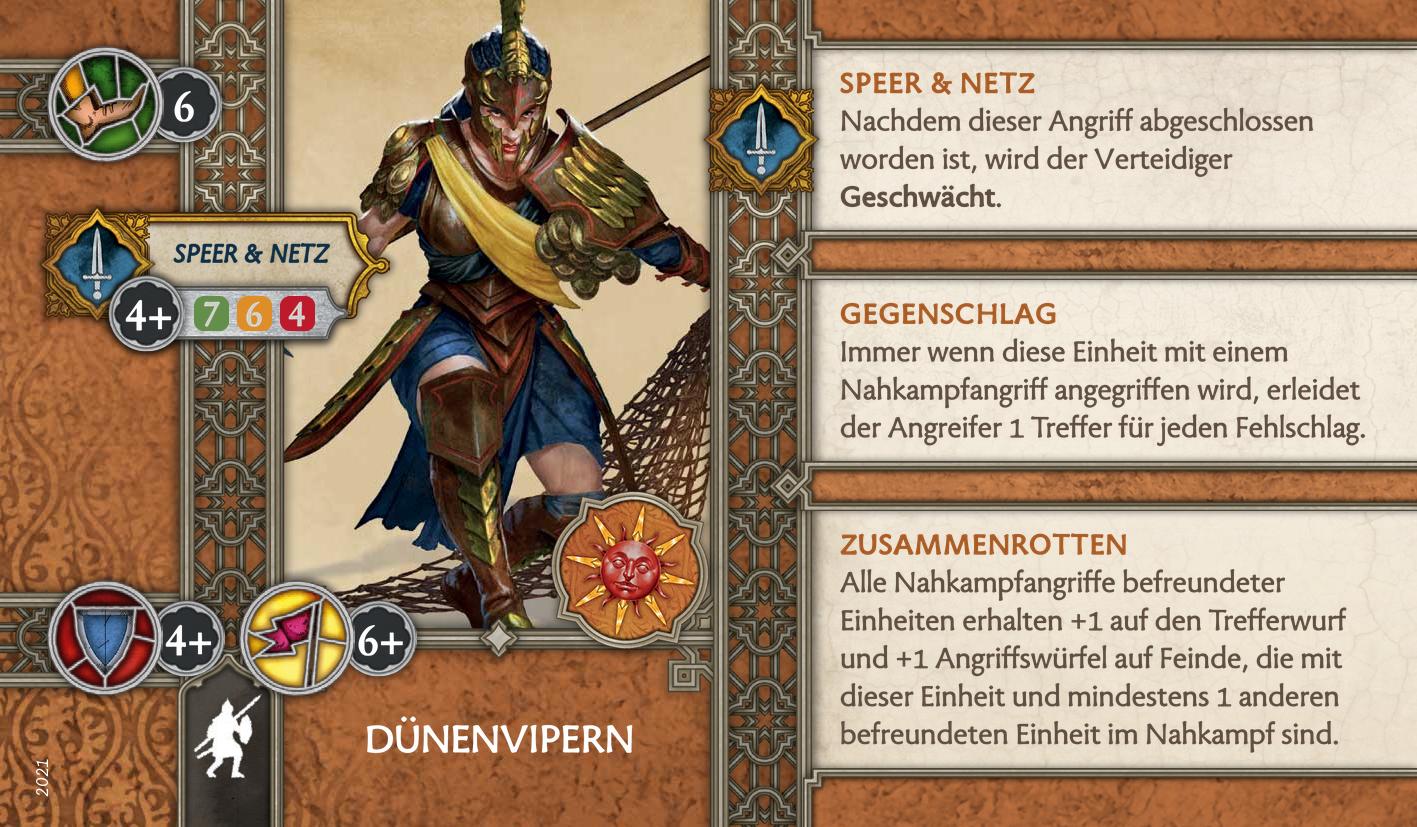 6
SPEER & NETZ
4+ 7 6 4
4+ 6+
DÜNENVIPERN
2021
SPEER & NETZ
Nachdem dieser Angriff abgeschlossen
worden ist, wird der Verteidiger
Geschwächt.
GEGENSCHLAG
Immer wenn diese Einheit mit einem
Nahkampfangriff angegriffen wird, erleidet
der Angreifer 1 Treffer für jeden Fehlschlag.
ZUSAMMENROTTEN
Alle Nahkampfangriffe befreundeter
Einheiten erhalten +1 auf den Trefferwurf
und +1 Angriffswürfel auf Feinde, die mit
dieser Einheit und mindestens 1 anderen
befreundeten Einheit im Nahkampf sind.